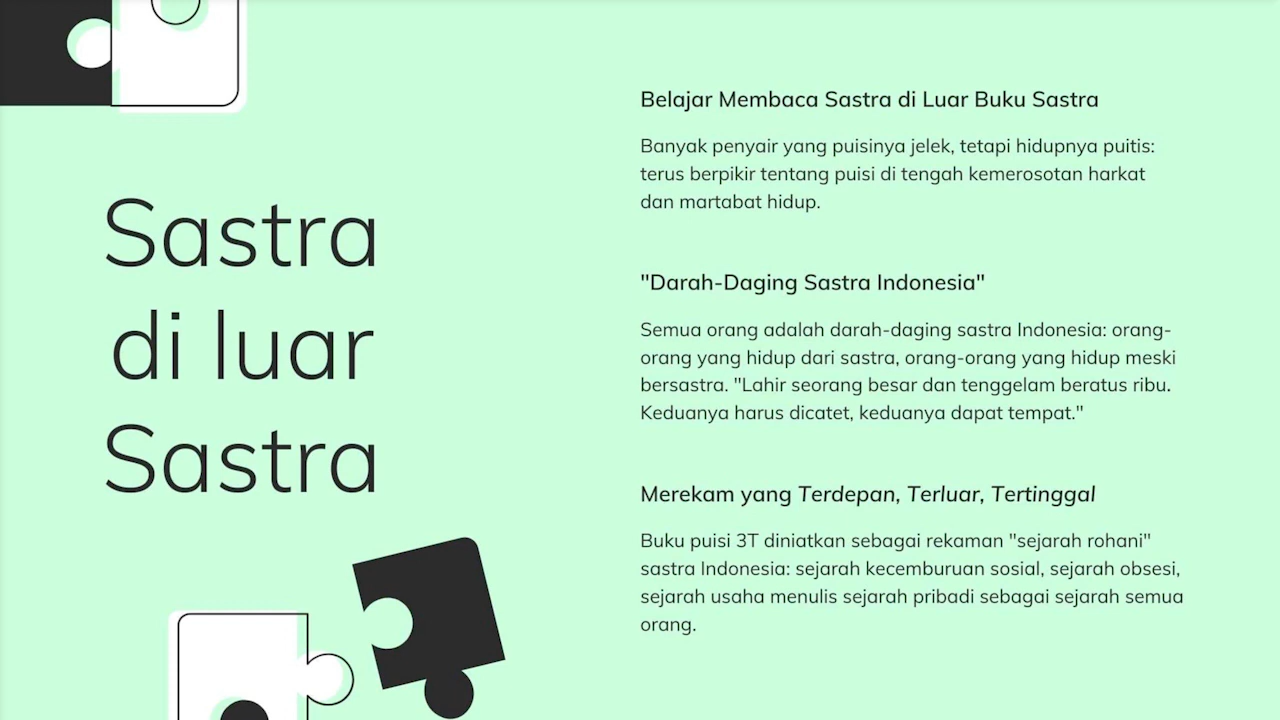 Sastra
di luar
Sastra
Belajar Membaca Sastra di Luar Buku Sastra
Banyak penyair yang puisinya jelek, tetapi hidupnya puitis:
terus berpikir tentang puisi di tengah kemerosotan harkat
dan martabat hidup.
"Darah-Daging Sastra Indonesia"
Semua orang adalah darah-daging sastra Indonesia: orang-
orang yang hidup dari sastra, orang-orang yang hidup meski
bersastra. "Lahir seorang besar dan tenggelam beratus ribu.
Keduanya harus dicatet, keduanya dapat tempat."
Merekam yang Terdepan, Terluar, Tertinggal
Buku puisi 3T diniatkan sebagai rekaman "sejarah rohani"
sastra Indonesia: sejarah kecemburuan sosial, sejarah obsesi,
sejarah usaha menulis sejarah pribadi sebagai sejarah semua
orang.